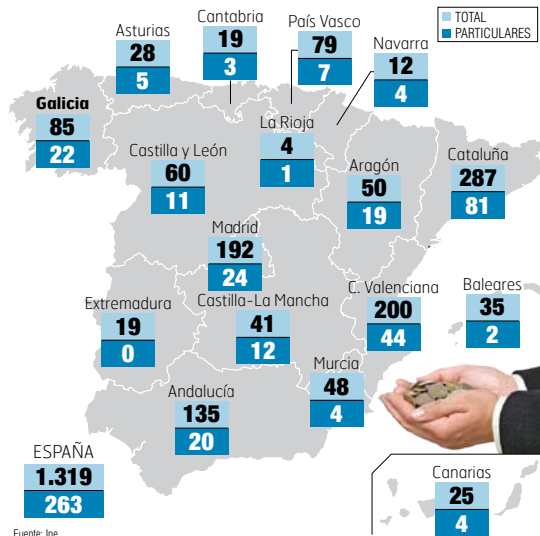 TOTAL
PARTICULARES
Asturias
28
5
Cantabria
19
3
País Vasco
79
7
Navarra
12
4
Galicia
85
22
Castilla y León
60
11
La Rioja
4
1
Aragón
50
19
Cataluña
287
81
Madrid
192
24
Extremadura
19
0
Castilla-La Mancha
41
12
C. Valenciana
200
44
Baleares
35
2
Andalucía
135
20
Murcia
48
4
ESPAÑA
1.319
263
Canarias
25
4
Fuente: Ine